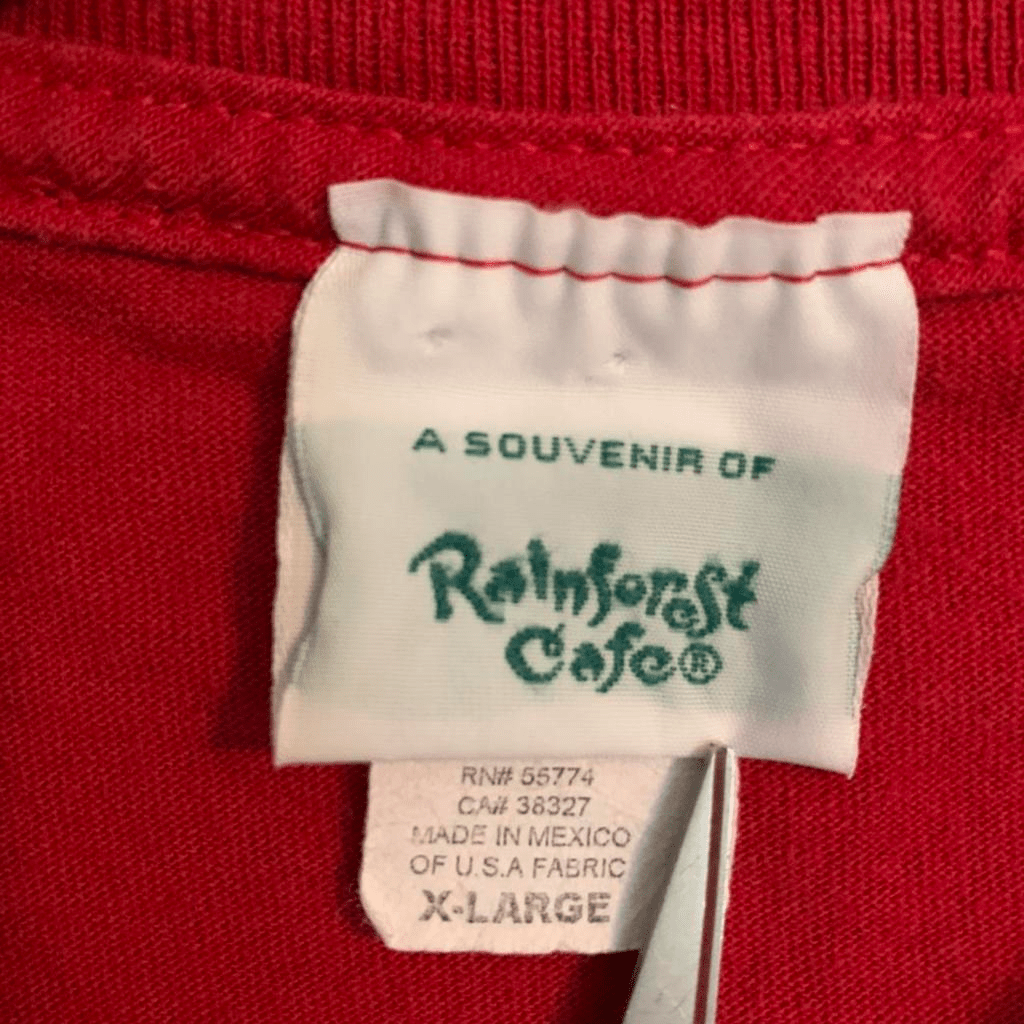 A SOUVENIR OF
Rainforest
Cafe®
RN# 55774
CA# 38327
MADE IN MEXICO
OF U.S.A FABRIC
X-LARGE